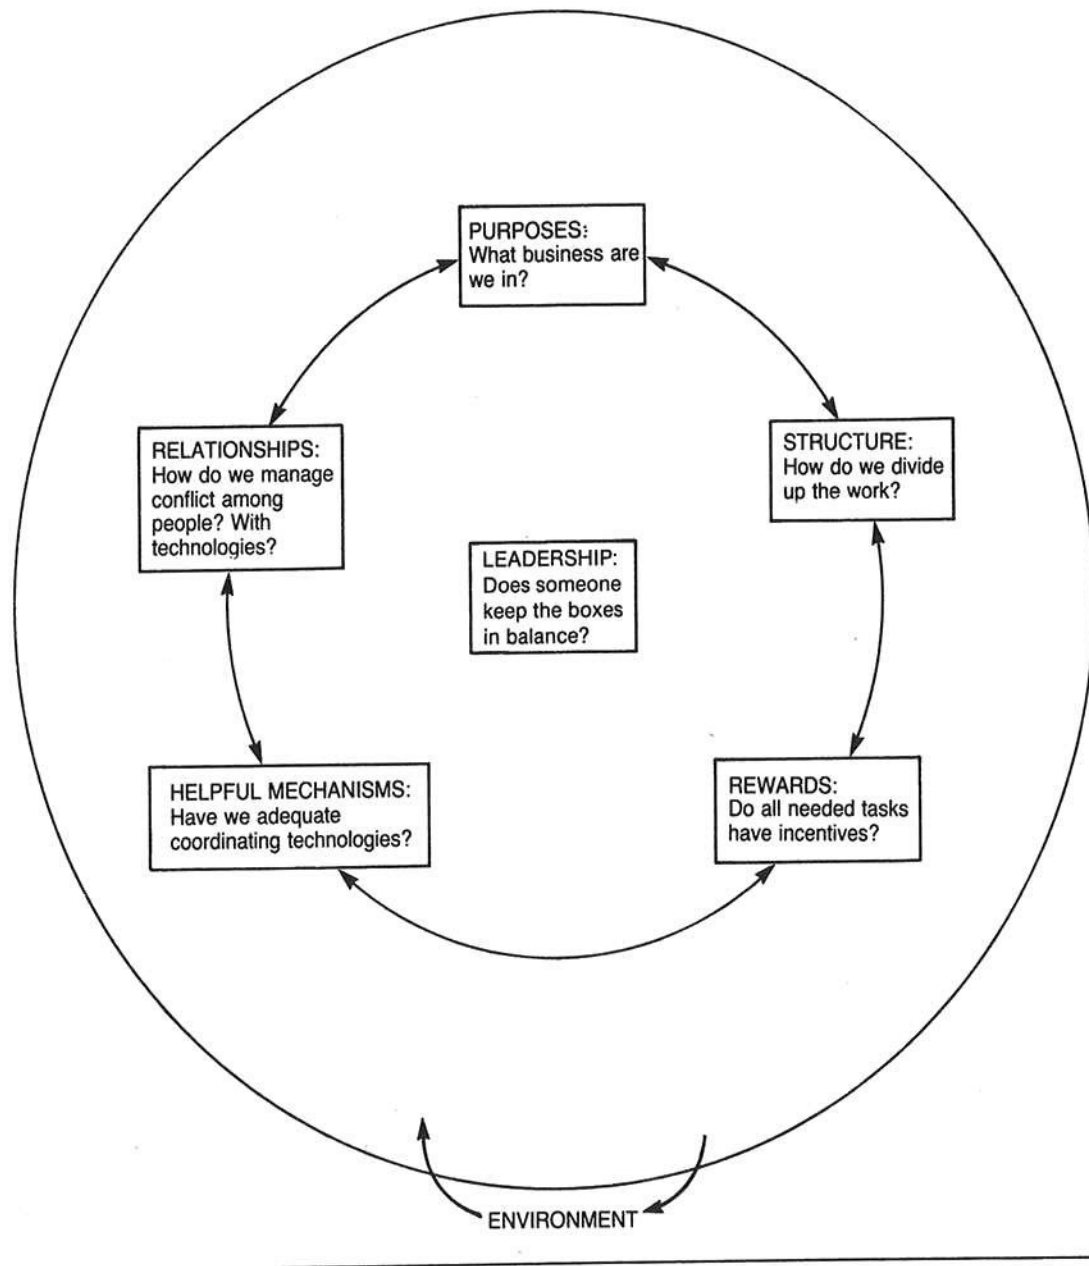 PURPOSES:
What business are
we in?
RELATIONSHIPS:
How do we manage
conflict among
people? With
technologies?
STRUCTURE:
How do we divide
up the work?
LEADERSHIP:
Does someone
keep the boxes
in balance?
HELPFUL MECHANISMS:
Have we adequate
coordinating technologies?
REWARDS:
Do all needed tasks
have incentives?
ENVIRONMENT